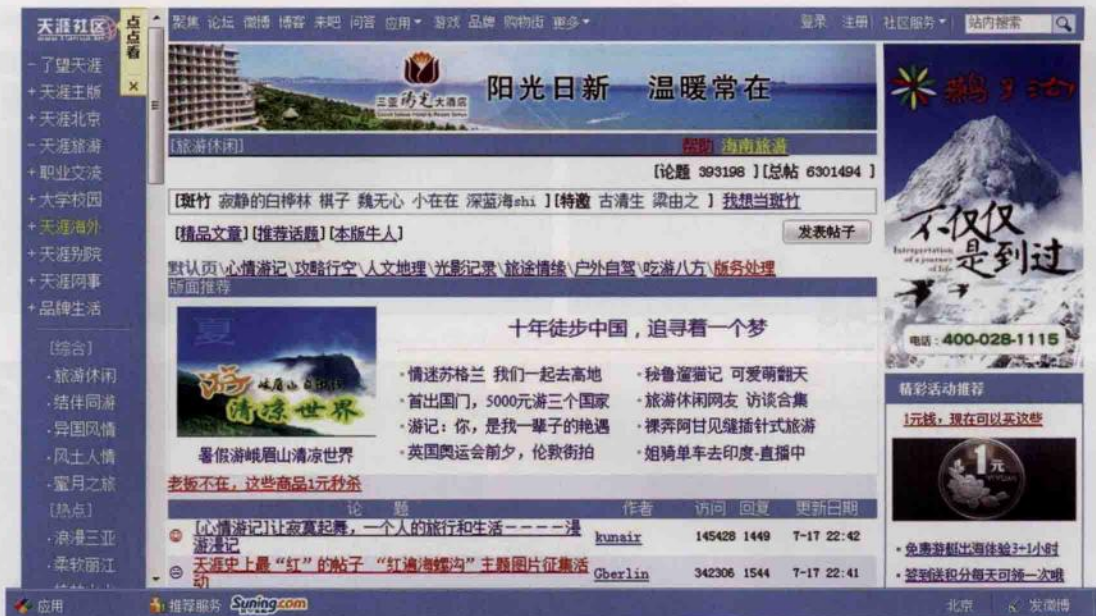 天涯社区
点点看
×
聚焦 论坛 微博 博客 来吧 问答 应用 游戏 品牌 购物街 更多
登录 注册 社区服务 站内搜索
- 了望天涯
+ 天涯主版
+ 天涯北京
- 天涯旅游
+ 职业交流
+ 大学校园
+ 天涯海外
+ 天涯别院
+ 天涯网事
+ 品牌生活
[综合]
·旅游休闲
·结伴同游
·异国风情
·风土人情
·蜜月之旅
[热点]
·浪漫三亚
·柔软丽江
三亚 大酒店
阳光日新 温暖常在
[旅游休闲]
帮助 海南旅游
[论题 393198 ][总帖 6301494 ]
[斑竹 寂静的白桦林 棋子 魏无心 小在在 深蓝海shi ][特邀 古清生 梁由之 ] 我想当斑竹
[精品文章][推荐话题][本版牛人]
发表帖子
默认页\心情游记\攻略行空\人文地理\光影记录\旅途情缘\户外自驾\吃游八方\版务处理
版面推荐
夏
游
清凉世界
暑假游峨眉山清凉世界
十年徒步中国，追寻着一个梦
·情迷苏格兰 我们一起去高地
·秘鲁溜猫记 可爱萌翻天
·首出国门，5000元游三个国家
·旅游休闲网友 访谈合集
·游记：你，是我一辈子的艳遇
·裸奔阿甘见缝插针式旅游
·英国奥运会前夕，伦敦街拍
·姐骑单车去印度-直播中
老板不在，这些商品1元秒杀
论 题 作者 访问 回复 更新日期
[心情游记]让寂寞起舞，一个人的旅行和生活－－－－漫游漫记 kunair 145428 1449 7-17 22:42
天涯史上最“红”的帖子 “红遍海螺沟”主题图片征集活动 Gberlin 342306 1544 7-17 22:41
不仅仅
是到过
Interpretation
of a journey
of life
电话：400-028-1115
精彩活动推荐
1元钱，现在可以买这些
1元
YI YUAN
·免费游艇出海体验3+1小时
·签到送积分每天可领一次哦
应用
推荐服务 Suning.com
北京 发微博